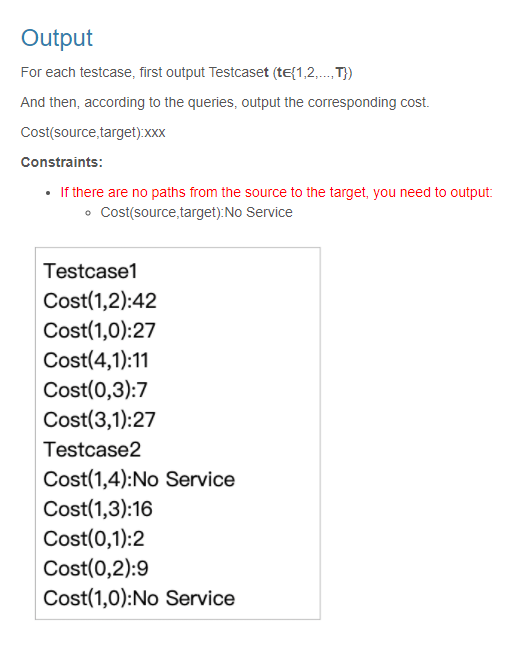 Output
For each testcase, first output Testcaset (t∈{1,2,...,T})
And then, according to the queries, output the corresponding cost.
Cost(source,target):xxx
Constraints:
If there are no paths from the source to the target, you need to output:
Cost(source,target):No Service
Testcase1
Cost(1,2):42
Cost(1,0):27
Cost(4,1):11
Cost(0,3):7
Cost(3,1):27
Testcase2
Cost(1,4):No Service
Cost(1,3):16
Cost(0,1):2
Cost(0,2):9
Cost(1,0):No Service